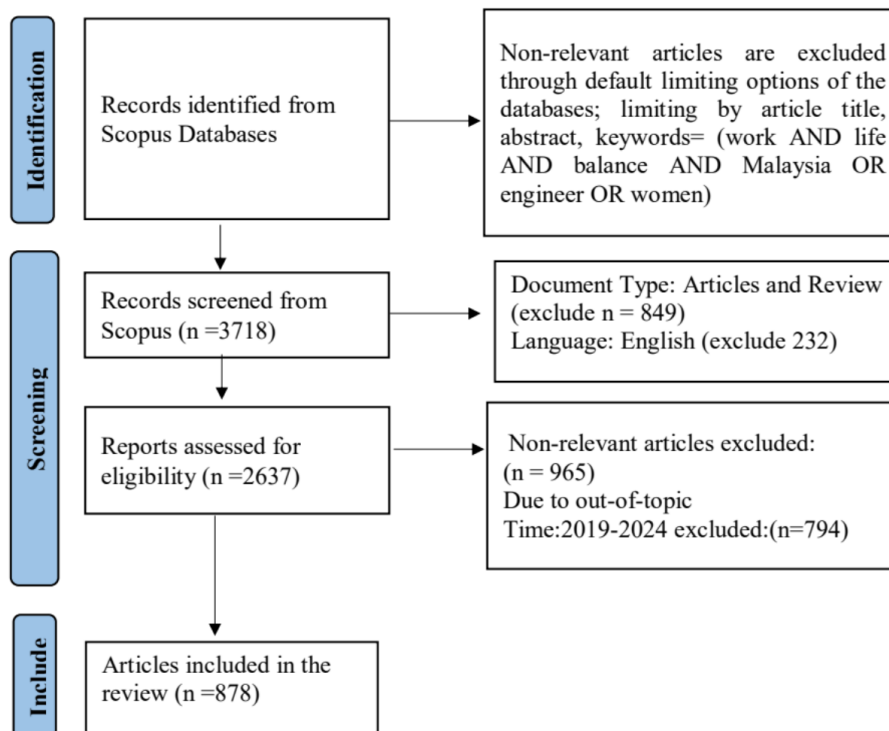 Identification
Records identified from
Scopus Databases
Non-relevant articles are excluded
through default limiting options of the
databases; limiting by article title,
abstract, keywords= (work AND life
AND balance AND Malaysia OR
engineer OR women)
Screening
Records screened from
Scopus (n =3718)
Document Type: Articles and Review
(exclude n = 849)
Language: English (exclude 232)
Reports assessed for
eligibility (n =2637)
Non-relevant articles excluded:
(n = 965)
Due to out-of-topic
Time:2019-2024 excluded:(n=794)
Include
Articles included in the
review (n =878)